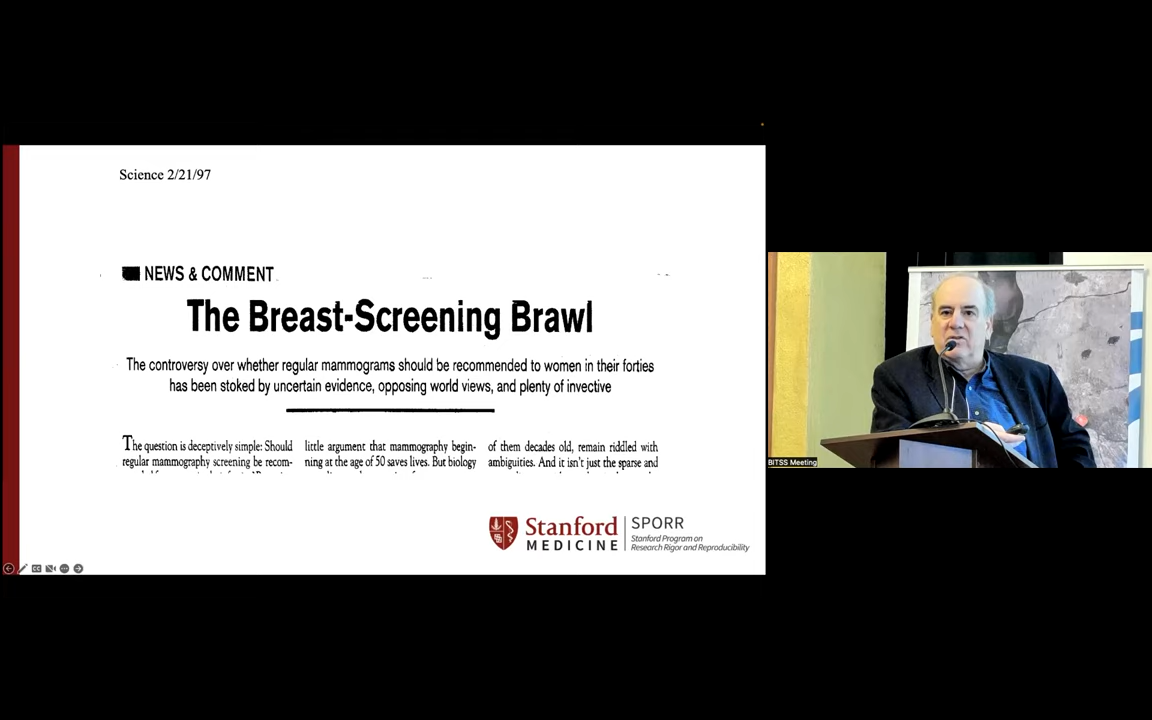 Science 2/21/97
NEWS & COMMENT
The Breast-Screening Brawl
The controversy over whether regular mammograms should be recommended to women in their forties
has been stoked by uncertain evidence, opposing world views, and plenty of invective
The question is deceptively simple: Should
regular mammography screening be recom-
little argument that mammography begin-
ning at the age of 50 saves lives. But biology
of them decades old, remain riddled with
ambiguities. And it isn't just the sparse and
Stanford
MEDICINE
SPORR
Stanford Program on
Research Rigor and Reproducibility
BITSS Meeting